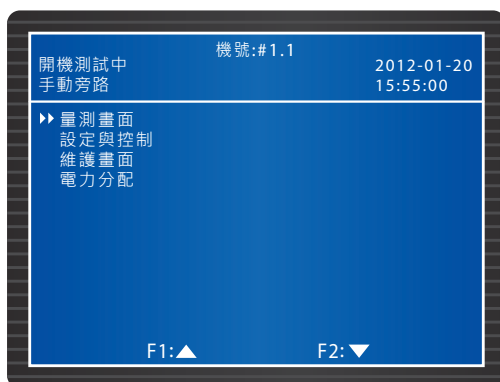 機號:#1.1
開機測試中
2012-01-20
手動旁路
15:55:00
量測畫面
設定與控制
維護畫面
電力分配
F1:▲ F2:▼